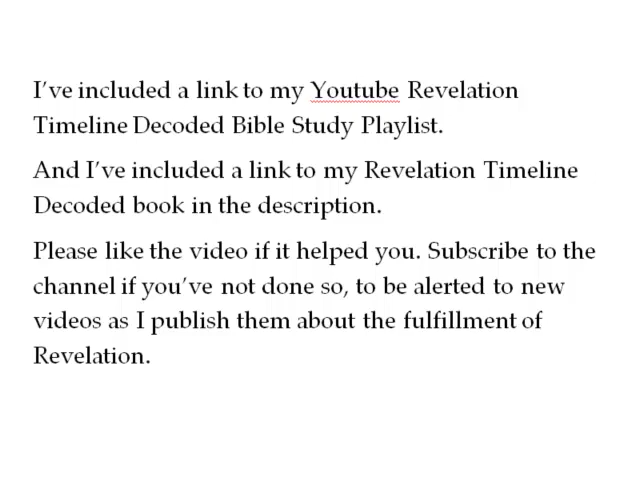 I’ve included a link to my Youtube Revelation
Timeline Decoded Bible Study Playlist.
And I’ve included a link to my Revelation Timeline
Decoded book in the description.
Please like the video if it helped you. Subscribe to the
channel if you’ve not done so, to be alerted to new
videos as I publish them about the fulfillment of
Revelation.